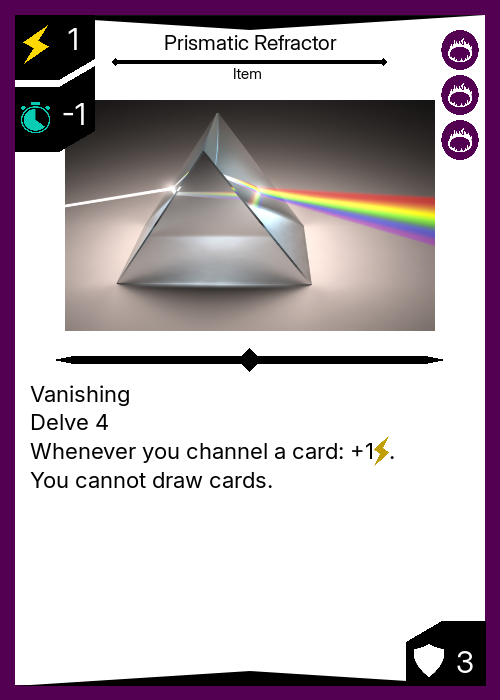 1
Prismatic Refractor
Item
-1
Vanishing
Delve 4
Whenever you channel a card: +1⚡.
You cannot draw cards.
3